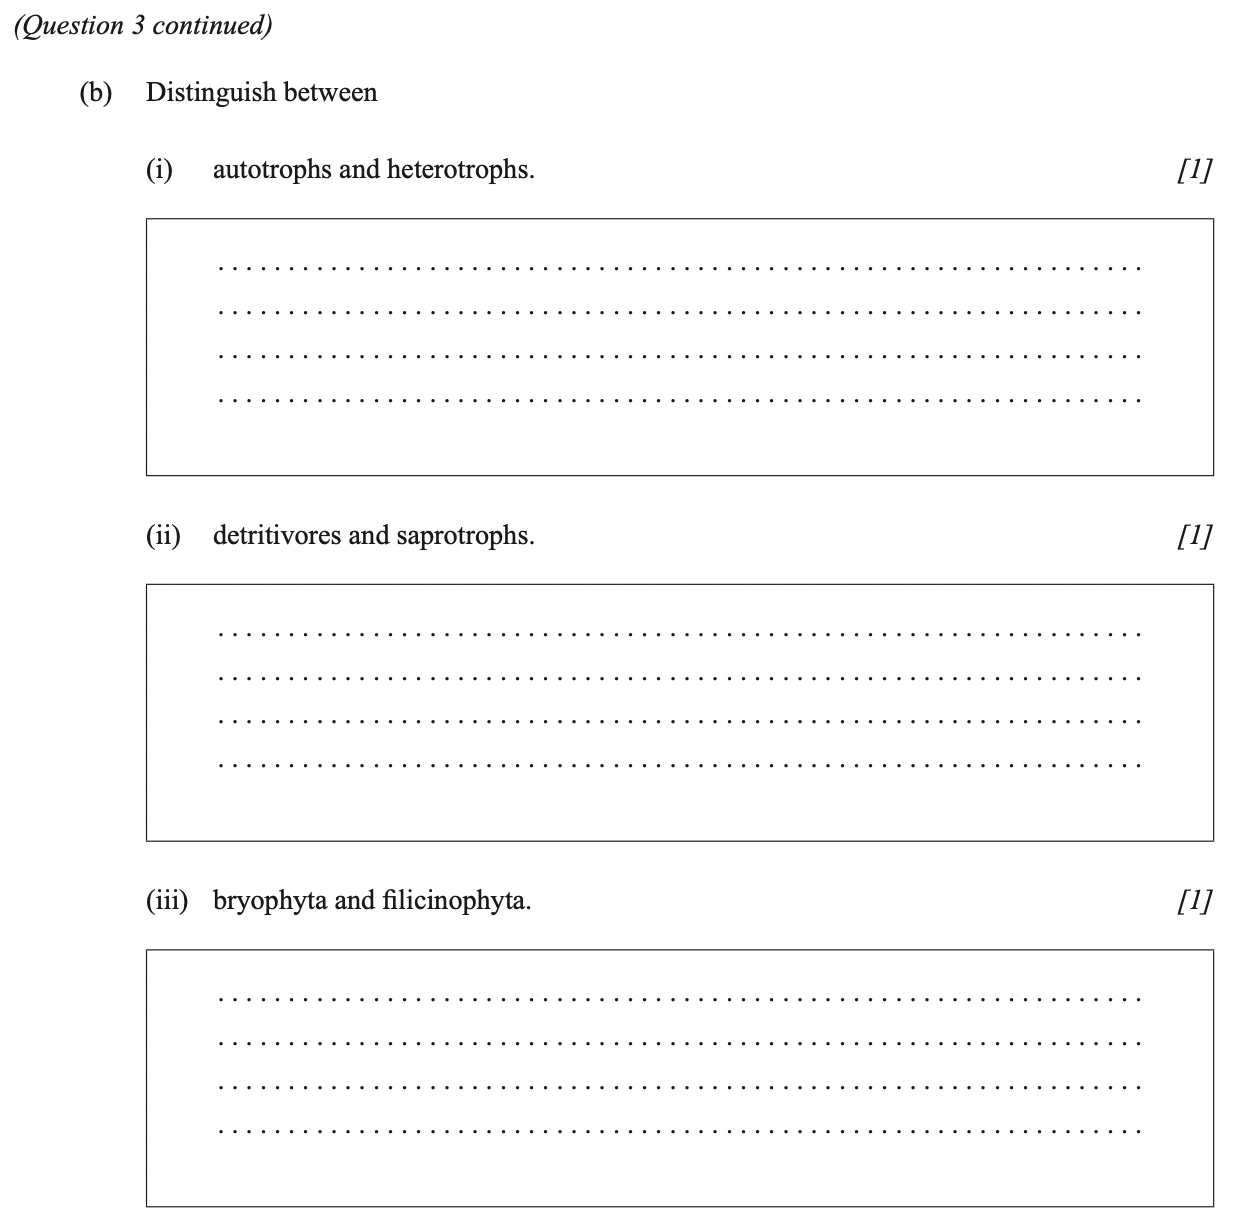 (Question 3 continued)
(b) Distinguish between
(i) autotrophs and heterotrophs. [1]
(ii) detritivores and saprotrophs. [1]
(iii) bryophyta and filicinophyta. [1]